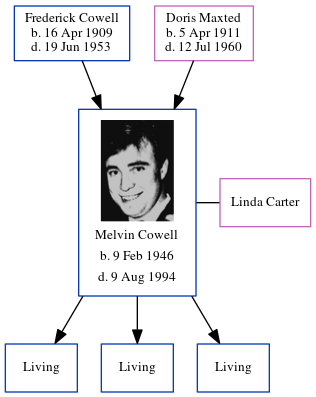 Frederick Cowell
b. 16 Apr 1909
d. 19 Jun 1953
Doris Maxted
b. 5 Apr 1911
d. 12 Jul 1960
Melvin Cowell
b. 9 Feb 1946
d. 9 Aug 1994
Linda Carter
Living
Living
Living